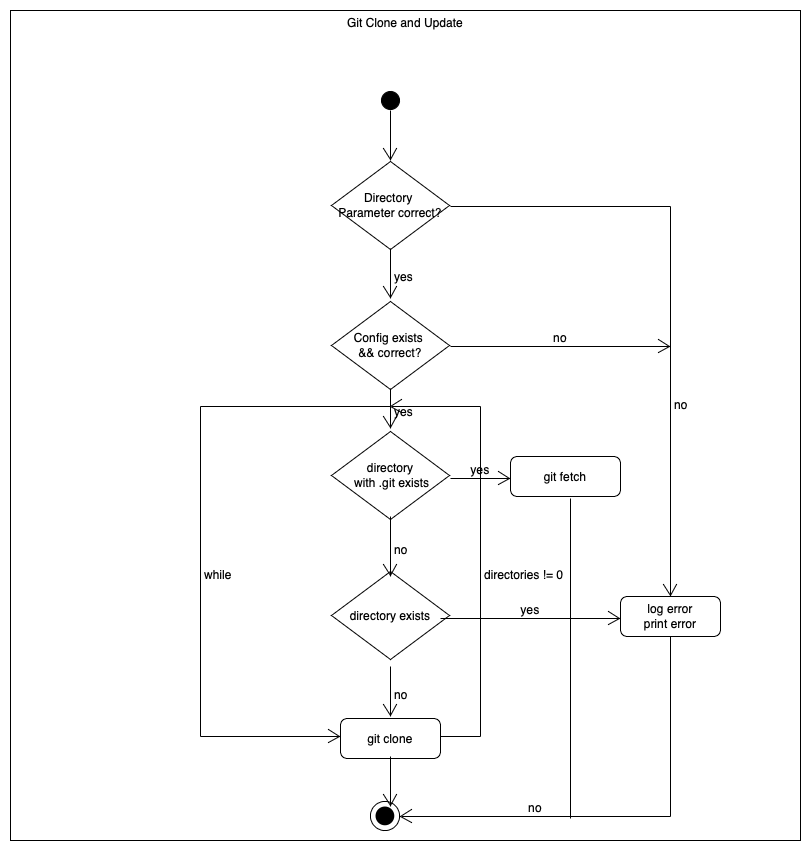 Git Clone and Update
Directory
Parameter correct?
yes
Config exists
&& correct?
no
no
yes
directory
with .git exists
yes
git fetch
no
while
directories != 0
directory exists
yes
log error
print error
no
git clone
no